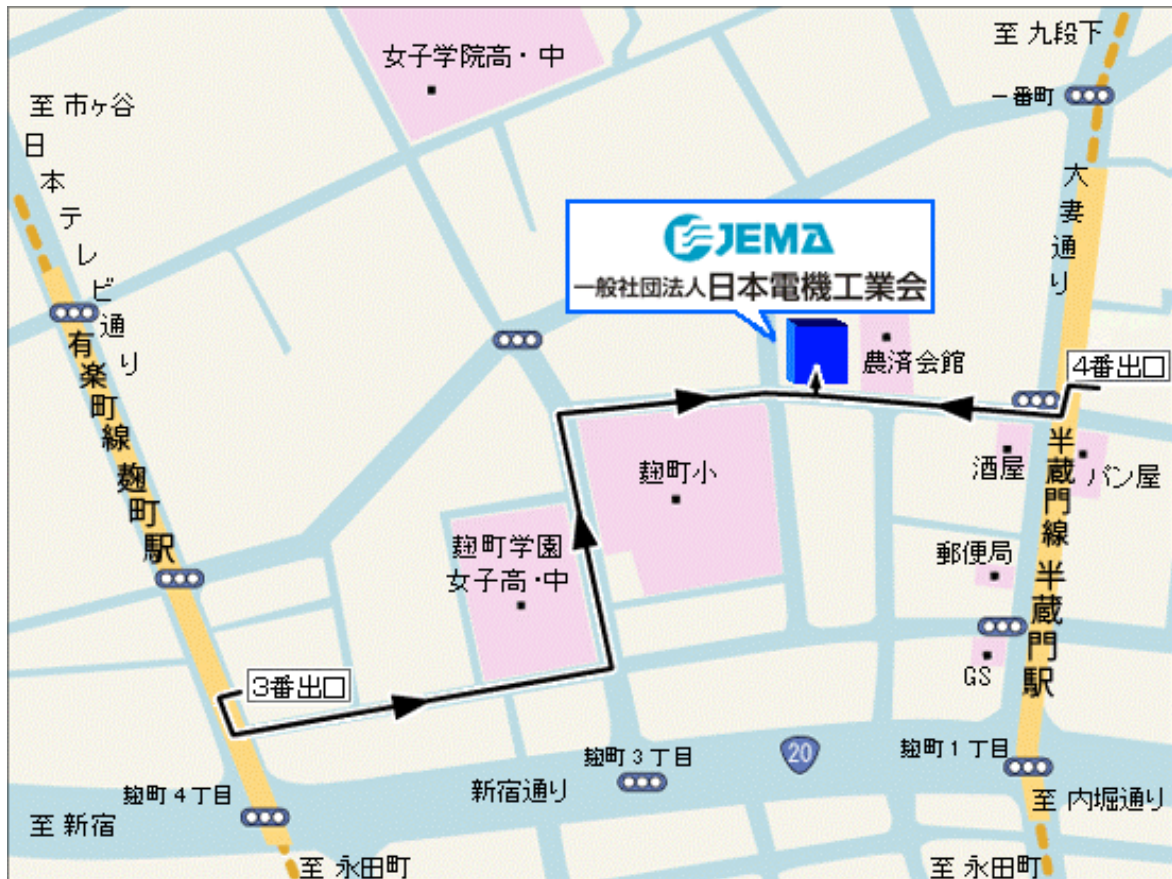 女子学院高・中
至 九段下
一番町
至 市ヶ谷
日本テレビ通り
大妻通り
JEMA
一般社団法人日本電機工業会
農済会館
4番出口
有楽町線 麹町駅
半蔵門線 半蔵門駅
酒屋
パン屋
麹町小
麹町学園
女子高・中
郵便局
GS
3番出口
麹町3丁目
20
麹町1丁目
新宿通り
麹町4丁目
至 新宿
至 内堀通り
至 永田町
至 永田町